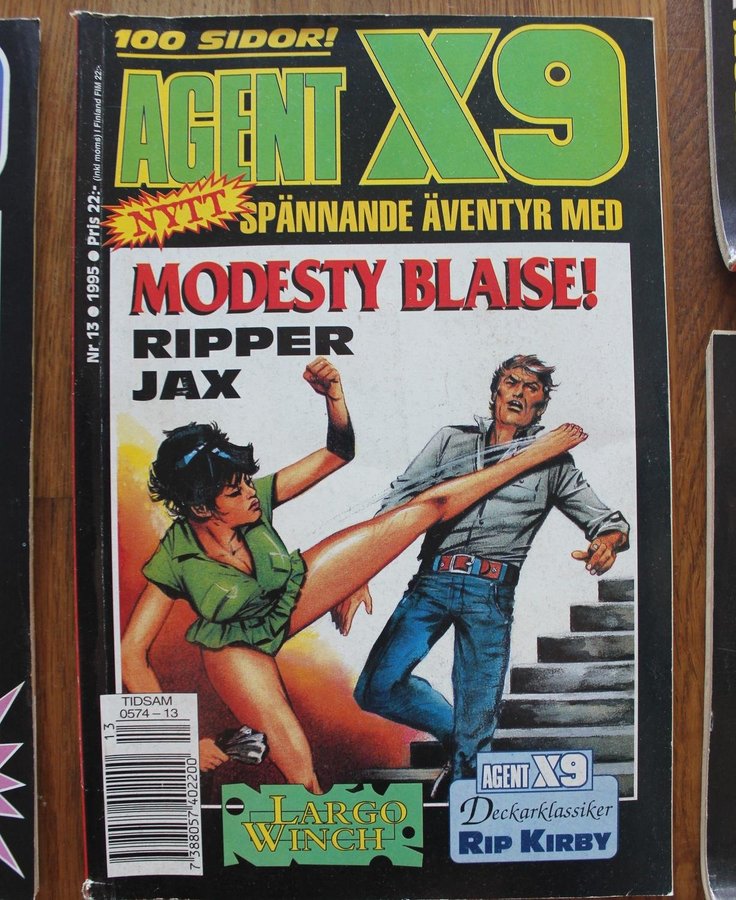 100 SIDOR!
AGENT X9
NYTT SPÄNNANDE ÄVENTYR MED
MODESTY BLAISE!
RIPPER
JAX
Nr 13 ● 1995 ● Pris 22:- (inkl moms) I Finland FIM 22:-
TIDSAM
0574 – 13
13
7 388057 402200
LARGO
WINCH
AGENT X9
Deckarklassiker
RIP KIRBY